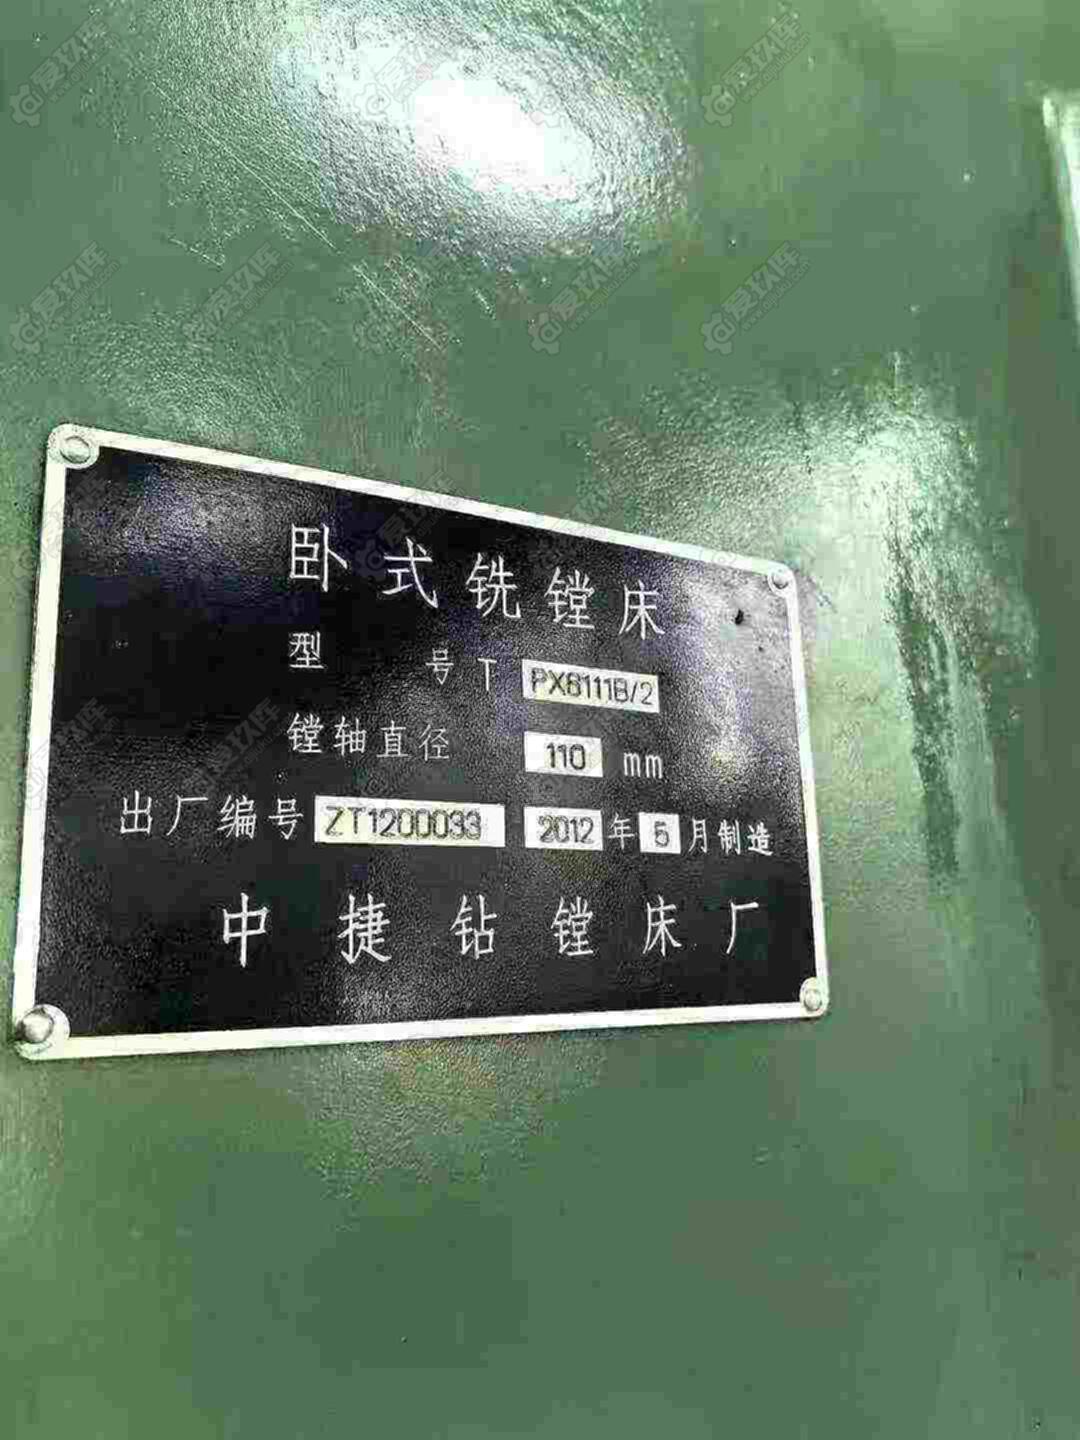 卧式铣镗床
型号 T PX8111B/2
镗轴直径 110 mm
出厂编号 ZT1200033 2012 年 5 月制造
中捷钻镗床厂